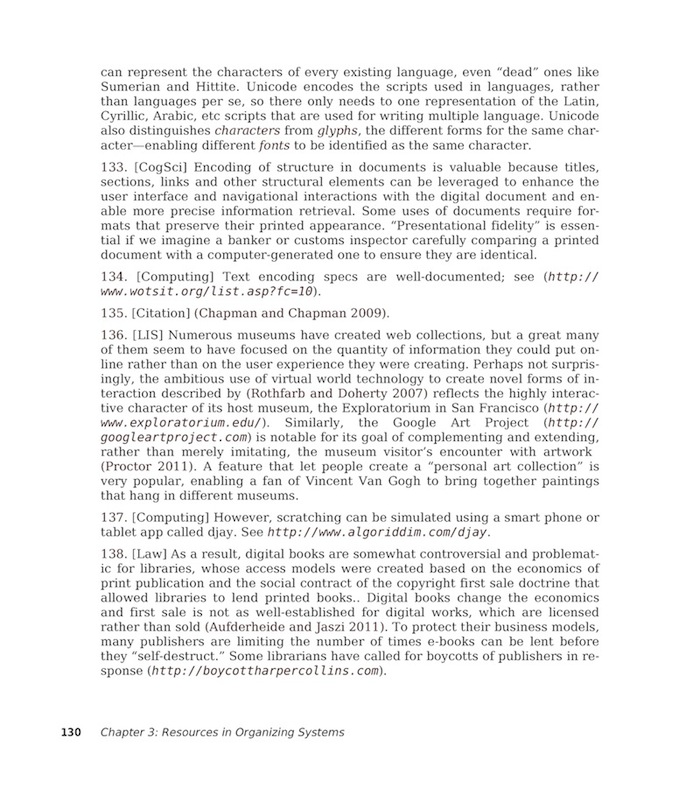 can represent the characters of every existing language, even “dead” ones like
Sumerian and Hittite. Unicode encodes the scripts used in languages, rather
than languages per se, so there only needs to one representation of the Latin,
Cyrillic, Arabic, etc scripts that are used for writing multiple language. Unicode
also distinguishes characters from glyphs, the different forms for the same char-
acter—enabling different fonts to be identified as the same character.
133. [CogSci] Encoding of structure in documents is valuable because titles,
sections, links and other structural elements can be leveraged to enhance the
user interface and navigational interactions with the digital document and en-
able more precise information retrieval. Some uses of documents require for-
mats that preserve their printed appearance. “Presentational fidelity” is essen-
tial if we imagine a banker or customs inspector carefully comparing a printed
document with a computer-generated one to ensure they are identical.
134. [Computing] Text encoding specs are well-documented; see (http://
www.wotsit.org/list.asp?fc=10).
135. [Citation] (Chapman and Chapman 2009).
136. [LIS] Numerous museums have created web collections, but a great many
of them seem to have focused on the quantity of information they could put on-
line rather than on the user experience they were creating. Perhaps not surpris-
ingly, the ambitious use of virtual world technology to create novel forms of in-
teraction described by (Rothfarb and Doherty 2007) reflects the highly interac-
tive character of its host museum, the Exploratorium in San Francisco (http://
www.exploratorium.edu/). Similarly, the Google Art Project (http://
googleartproject.com) is notable for its goal of complementing and extending,
rather than merely imitating, the museum visitor’s encounter with artwork
(Proctor 2011). A feature that let people create a “personal art collection” is
very popular, enabling a fan of Vincent Van Gogh to bring together paintings
that hang in different museums.
137. [Computing] However, scratching can be simulated using a smart phone or
tablet app called djay. See http://www.algoriddim.com/djay.
138. [Law] As a result, digital books are somewhat controversial and problemat-
ic for libraries, whose access models were created based on the economics of
print publication and the social contract of the copyright first sale doctrine that
allowed libraries to lend printed books.. Digital books change the economics
and first sale is not as well-established for digital works, which are licensed
rather than sold (Aufderheide and Jaszi 2011). To protect their business models,
many publishers are limiting the number of times e-books can be lent before
they “self-destruct.” Some librarians have called for boycotts of publishers in re-
sponse (http://boycottharpercollins.com).
130 Chapter 3: Resources in Organizing Systems